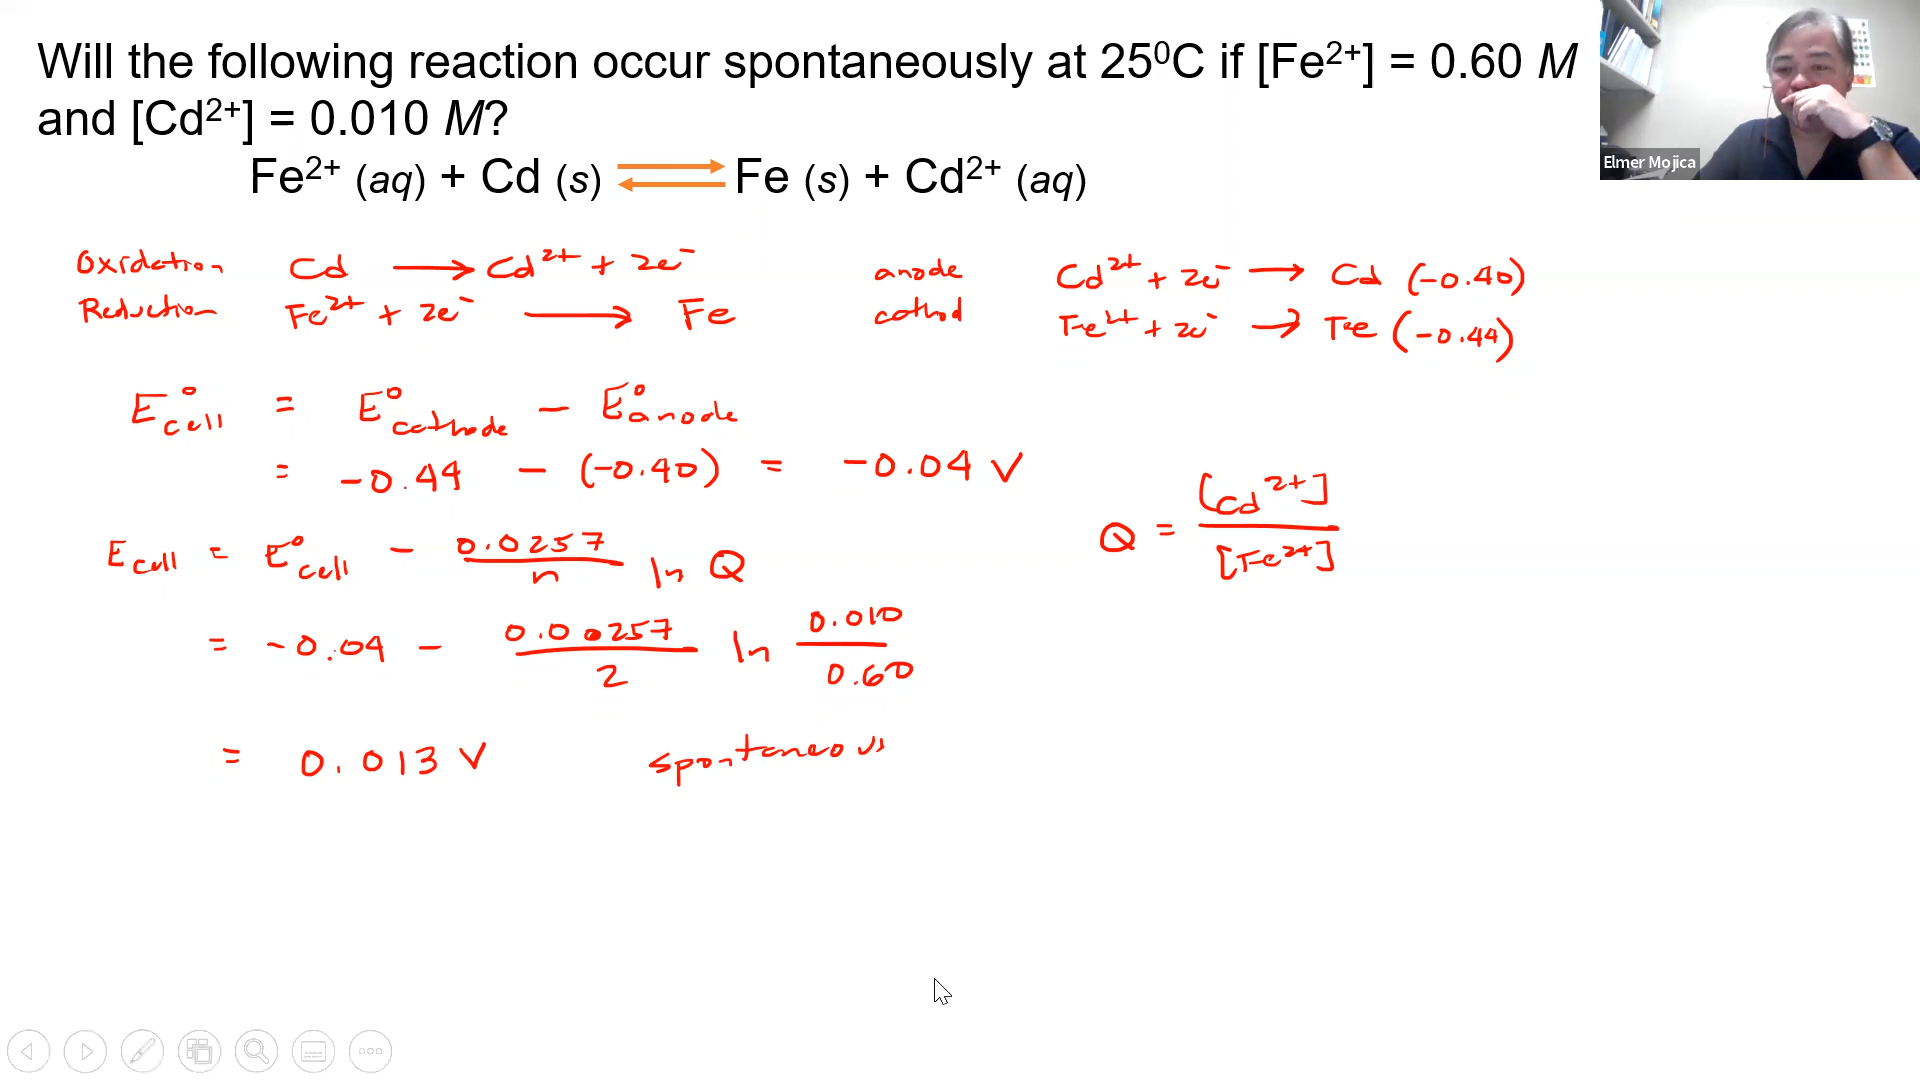 Will the following reaction occur spontaneously at 25⁰C if [Fe²⁺] = 0.60 M
and [Cd²⁺] = 0.010 M?
Fe²⁺ (aq) + Cd (s) ⇌ Fe (s) + Cd²⁺ (aq)
Elmer Mojica
Oxidation Cd → Cd²⁺ + 2e⁻ anode Cd²⁺ + 2e⁻ → Cd (-0.40)
Reduction Fe²⁺ + 2e⁻ → Fe cathod Fe²⁺ + 2e⁻ → Fe (-0.44)
E°cell = E°cathode − E°anode
= -0.44 − (-0.40) = -0.04 V
Q = [Cd²⁺] / [Fe²⁺]
Ecell = E°cell − 0.0257/n ln Q
= -0.04 − 0.00257/2 ln 0.010/0.60
= 0.013 V spontaneous